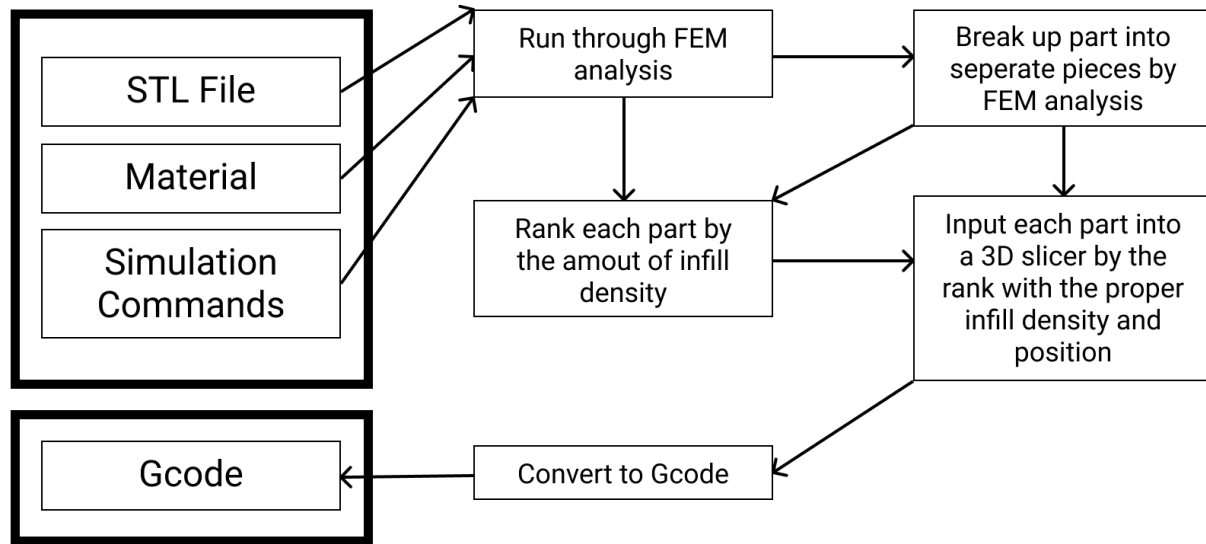 STL File
Material
Simulation
Commands
Run through FEM
analysis
Break up part into
seperate pieces by
FEM analysis
Rank each part by
the amout of infill
density
Input each part into
a 3D slicer by the
rank with the proper
infill density and
position
Convert to Gcode
Gcode